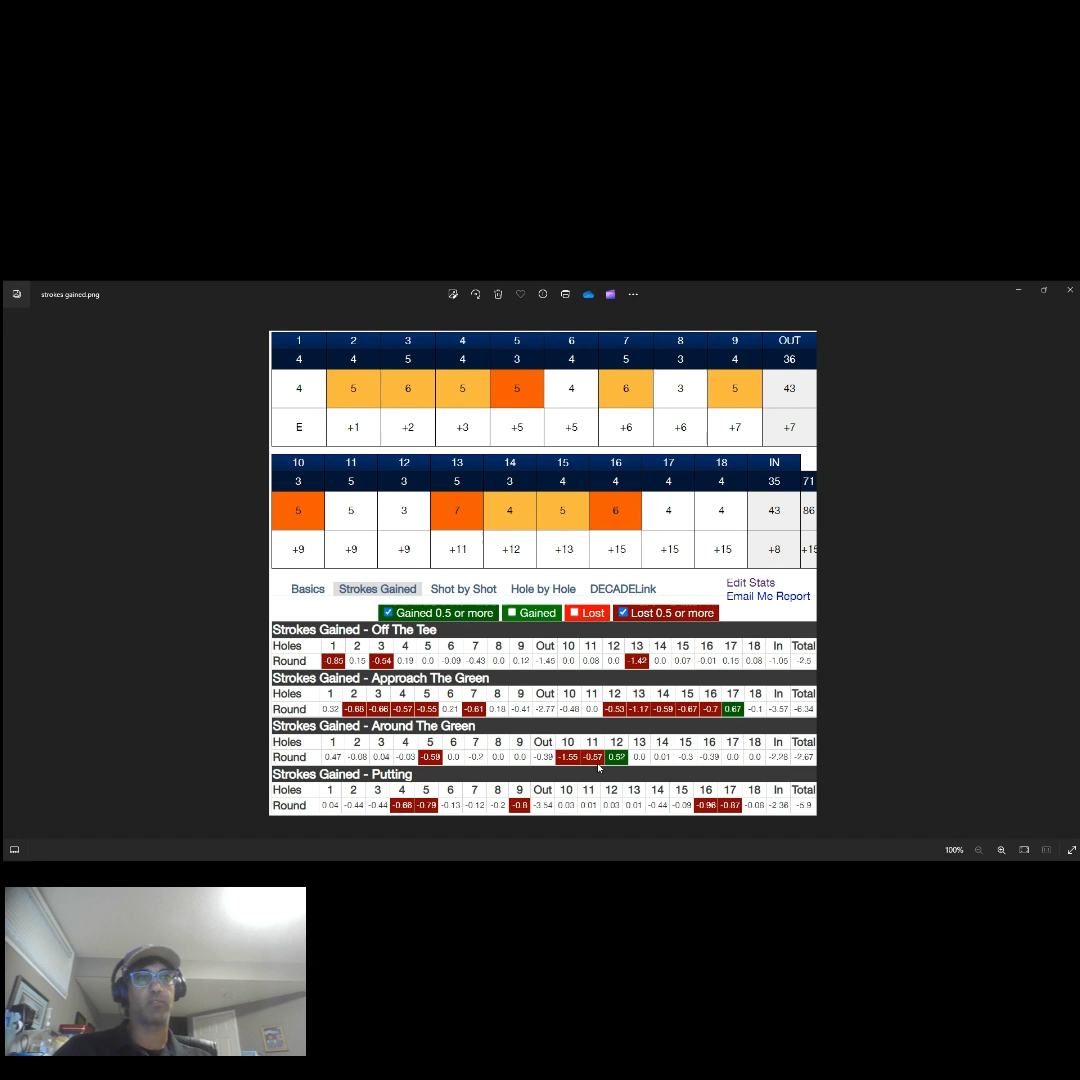 strokes gained.png
1 2 3 4 5 6 7 8 9 OUT
4 4 5 4 3 4 5 3 4 36
4 5 6 5 5 4 6 3 5 43
E +1 +2 +3 +5 +5 +6 +6 +7 +7
10 11 12 13 14 15 16 17 18 IN
3 5 3 5 3 4 4 4 4 35 71
5 5 3 7 4 5 6 4 4 43 86
+9 +9 +9 +11 +12 +13 +15 +15 +15 +8 +15
Basics Strokes Gained Shot by Shot Hole by Hole DECADELink Edit Stats
Email Me Report
Gained 0.5 or more Gained Lost Lost 0.5 or more
Strokes Gained - Off The Tee
Holes 1 2 3 4 5 6 7 8 9 Out 10 11 12 13 14 15 16 17 18 In Total
Round -0.85 0.15 -0.54 0.19 0.0 -0.09 -0.43 0.0 0.12 -1.45 0.0 0.08 0.0 -1.42 0.0 0.07 -0.01 0.15 0.08 -1.05 -2.5
Strokes Gained - Approach The Green
Holes 1 2 3 4 5 6 7 8 9 Out 10 11 12 13 14 15 16 17 18 In Total
Round 0.32 -0.68 -0.66 -0.57 -0.55 0.21 -0.61 0.18 -0.41 -2.77 -0.48 0.0 -0.53 -1.17 -0.59 -0.67 -0.7 0.67 -0.1 -3.57 -6.34
Strokes Gained - Around The Green
Holes 1 2 3 4 5 6 7 8 9 Out 10 11 12 13 14 15 16 17 18 In Total
Round 0.47 -0.08 0.04 -0.03 -0.59 0.0 -0.2 0.0 0.0 -0.39 -1.55 -0.57 0.52 0.0 0.01 -0.3 -0.39 0.0 0.0 -2.28 -2.67
Strokes Gained - Putting
Holes 1 2 3 4 5 6 7 8 9 Out 10 11 12 13 14 15 16 17 18 In Total
Round 0.04 -0.44 -0.44 -0.66 -0.79 -0.13 -0.12 -0.2 -0.8 -3.54 0.03 0.01 0.03 0.01 -0.44 -0.09 -0.96 -0.87 -0.08 -2.36 -5.9
100%